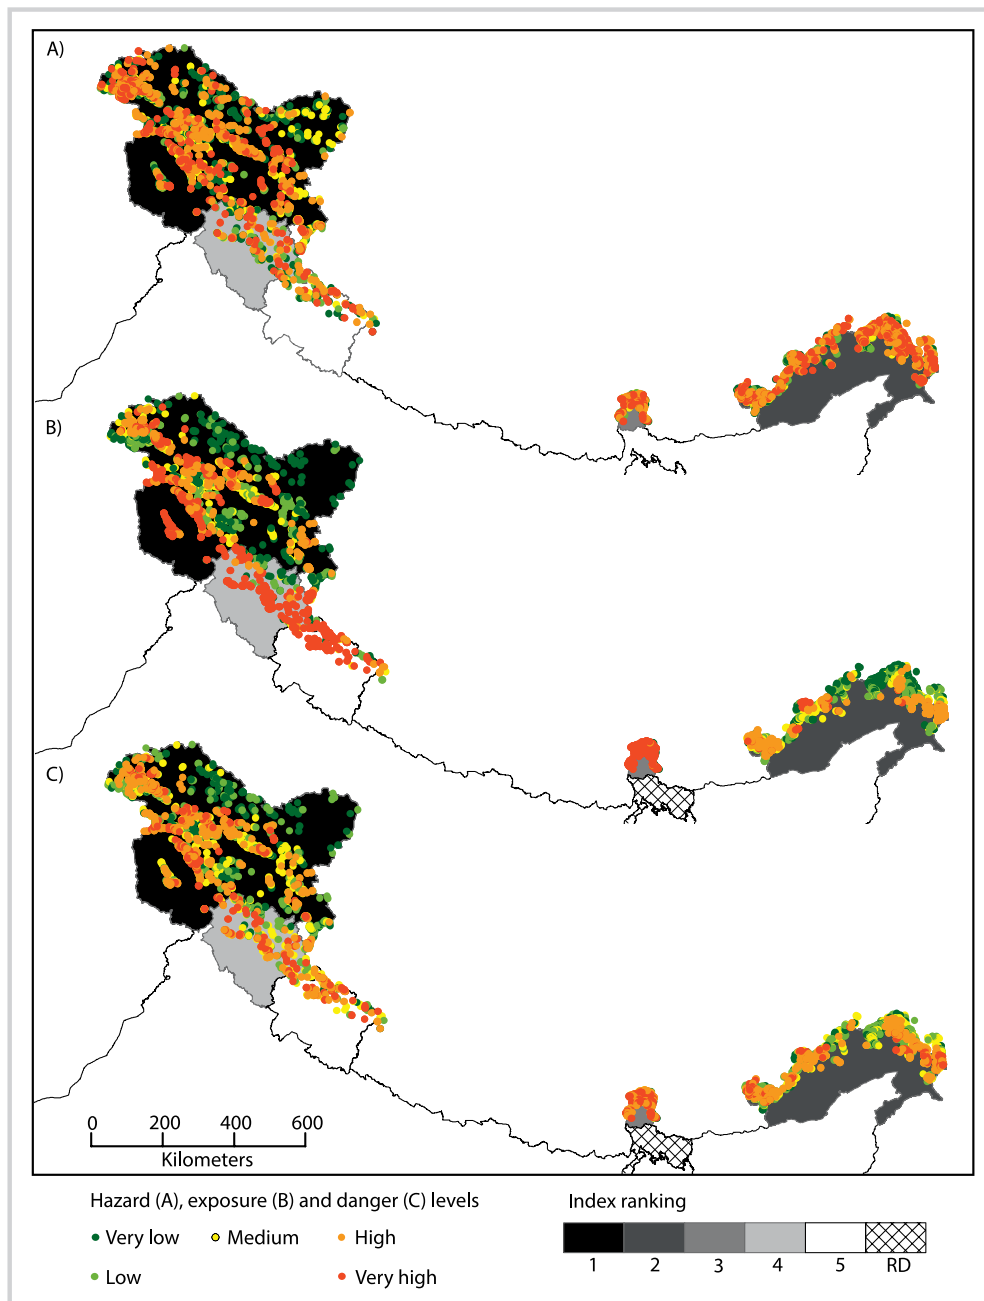 A)
B)
C)
0 200 400 600
Kilometers
Hazard (A), exposure (B) and danger (C) levels
Very low Medium High
Low Very high
Index ranking
1 2 3 4 5 RD